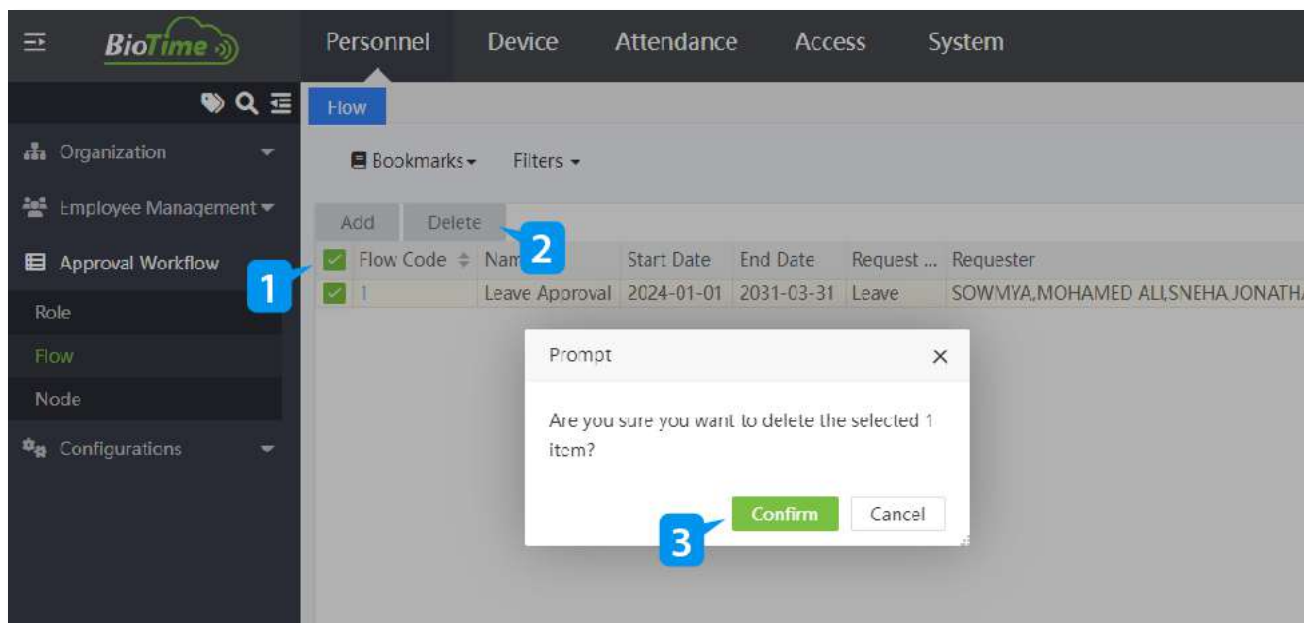 BioTime
Personnel Device Attendance Access System
Flow
Organization
Bookmarks Filters
Employee Management
Add Delete
2
Approval Workflow
1
Flow Code Start Date End Date Request ... Requester
1 Leave Approval 2024-01-01 2031-03-31 Leave SOWMYA,MOHAMED ALI,SNEHA,JONATHA
Role
Prompt
Flow
Node
Are you sure you want to delete the selected 1
item?
Configurations
Confirm Cancel
3